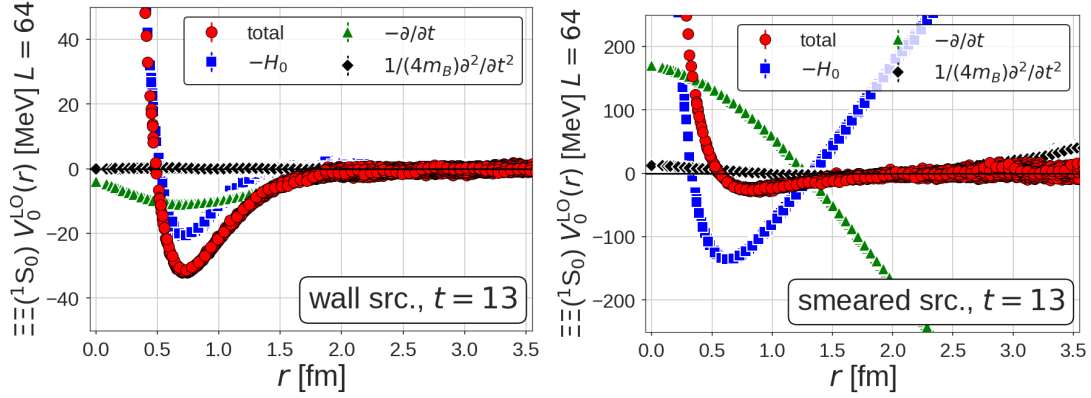 ΞΞ(¹S₀) V₀ᴸᴼ(r) [MeV] L = 64
40
20
0
−20
−40
total
−H₀
−∂/∂t
1/(4m_B)∂²/∂t²
wall src., t = 13
0.0 0.5 1.0 1.5 2.0 2.5 3.0 3.5
r [fm]
ΞΞ(¹S₀) V₀ᴸᴼ(r) [MeV] L = 64
200
100
0
−100
−200
total
−H₀
−∂/∂t
1/(4m_B)∂²/∂t²
smeared src., t = 13
0.0 0.5 1.0 1.5 2.0 2.5 3.0 3.5
r [fm]